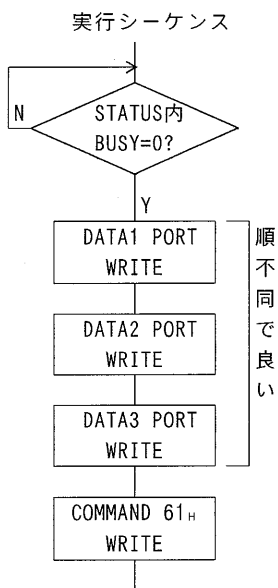 実行シーケンス
STATUS内
BUSY=0?
N
Y
DATA1 PORT
WRITE
DATA2 PORT
WRITE
DATA3 PORT
WRITE
順不同で良い
COMMAND 61H
WRITE